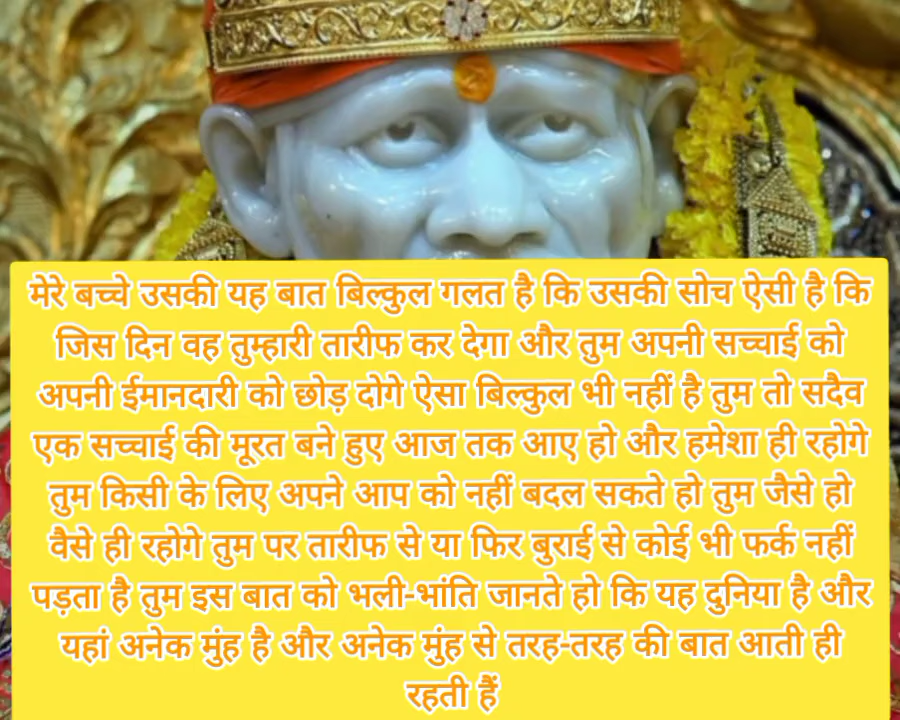 मेरे बच्चे उसकी यह बात बिल्कुल गलत है कि उसकी सोच ऐसी है कि
जिस दिन वह तुम्हारी तारीफ कर देगा और तुम अपनी सच्चाई को
अपनी ईमानदारी को छोड़ दोगे ऐसा बिल्कुल भी नहीं है तुम तो सदैव
एक सच्चाई की मूरत बने हुए आज तक आए हो और हमेशा ही रहोगे
तुम किसी के लिए अपने आप को नहीं बदल सकते हो तुम जैसे हो
वैसे ही रहोगे तुम पर तारीफ से या फिर बुराई से कोई भी फर्क नहीं
पड़ता है तुम इस बात को भली-भांति जानते हो कि यह दुनिया है और
यहां अनेक मुंह है और अनेक मुंह से तरह-तरह की बात आती ही
रहती हैं